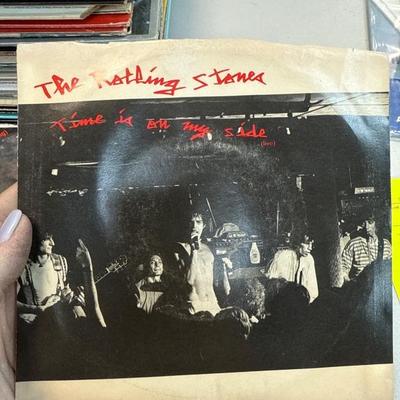 The Rolling Stones
Time is on my side
(live)